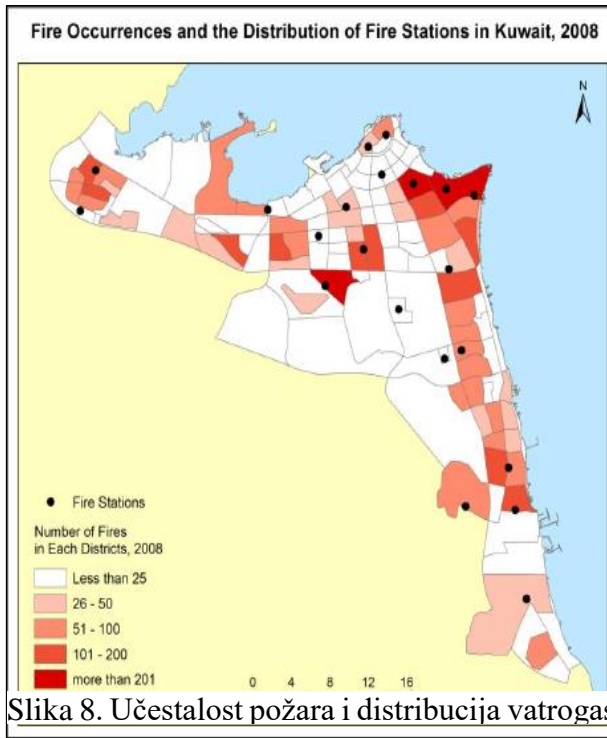 Fire Occurrences and the Distribution of Fire Stations in Kuwait, 2008
N
Fire Stations
Number of Fires
in Each Districts, 2008
Less than 25
26 - 50
51 - 100
101 - 200
more than 201
0 4 8 12 16
Slika 8. Učestalost požara i distribucija vatrogas